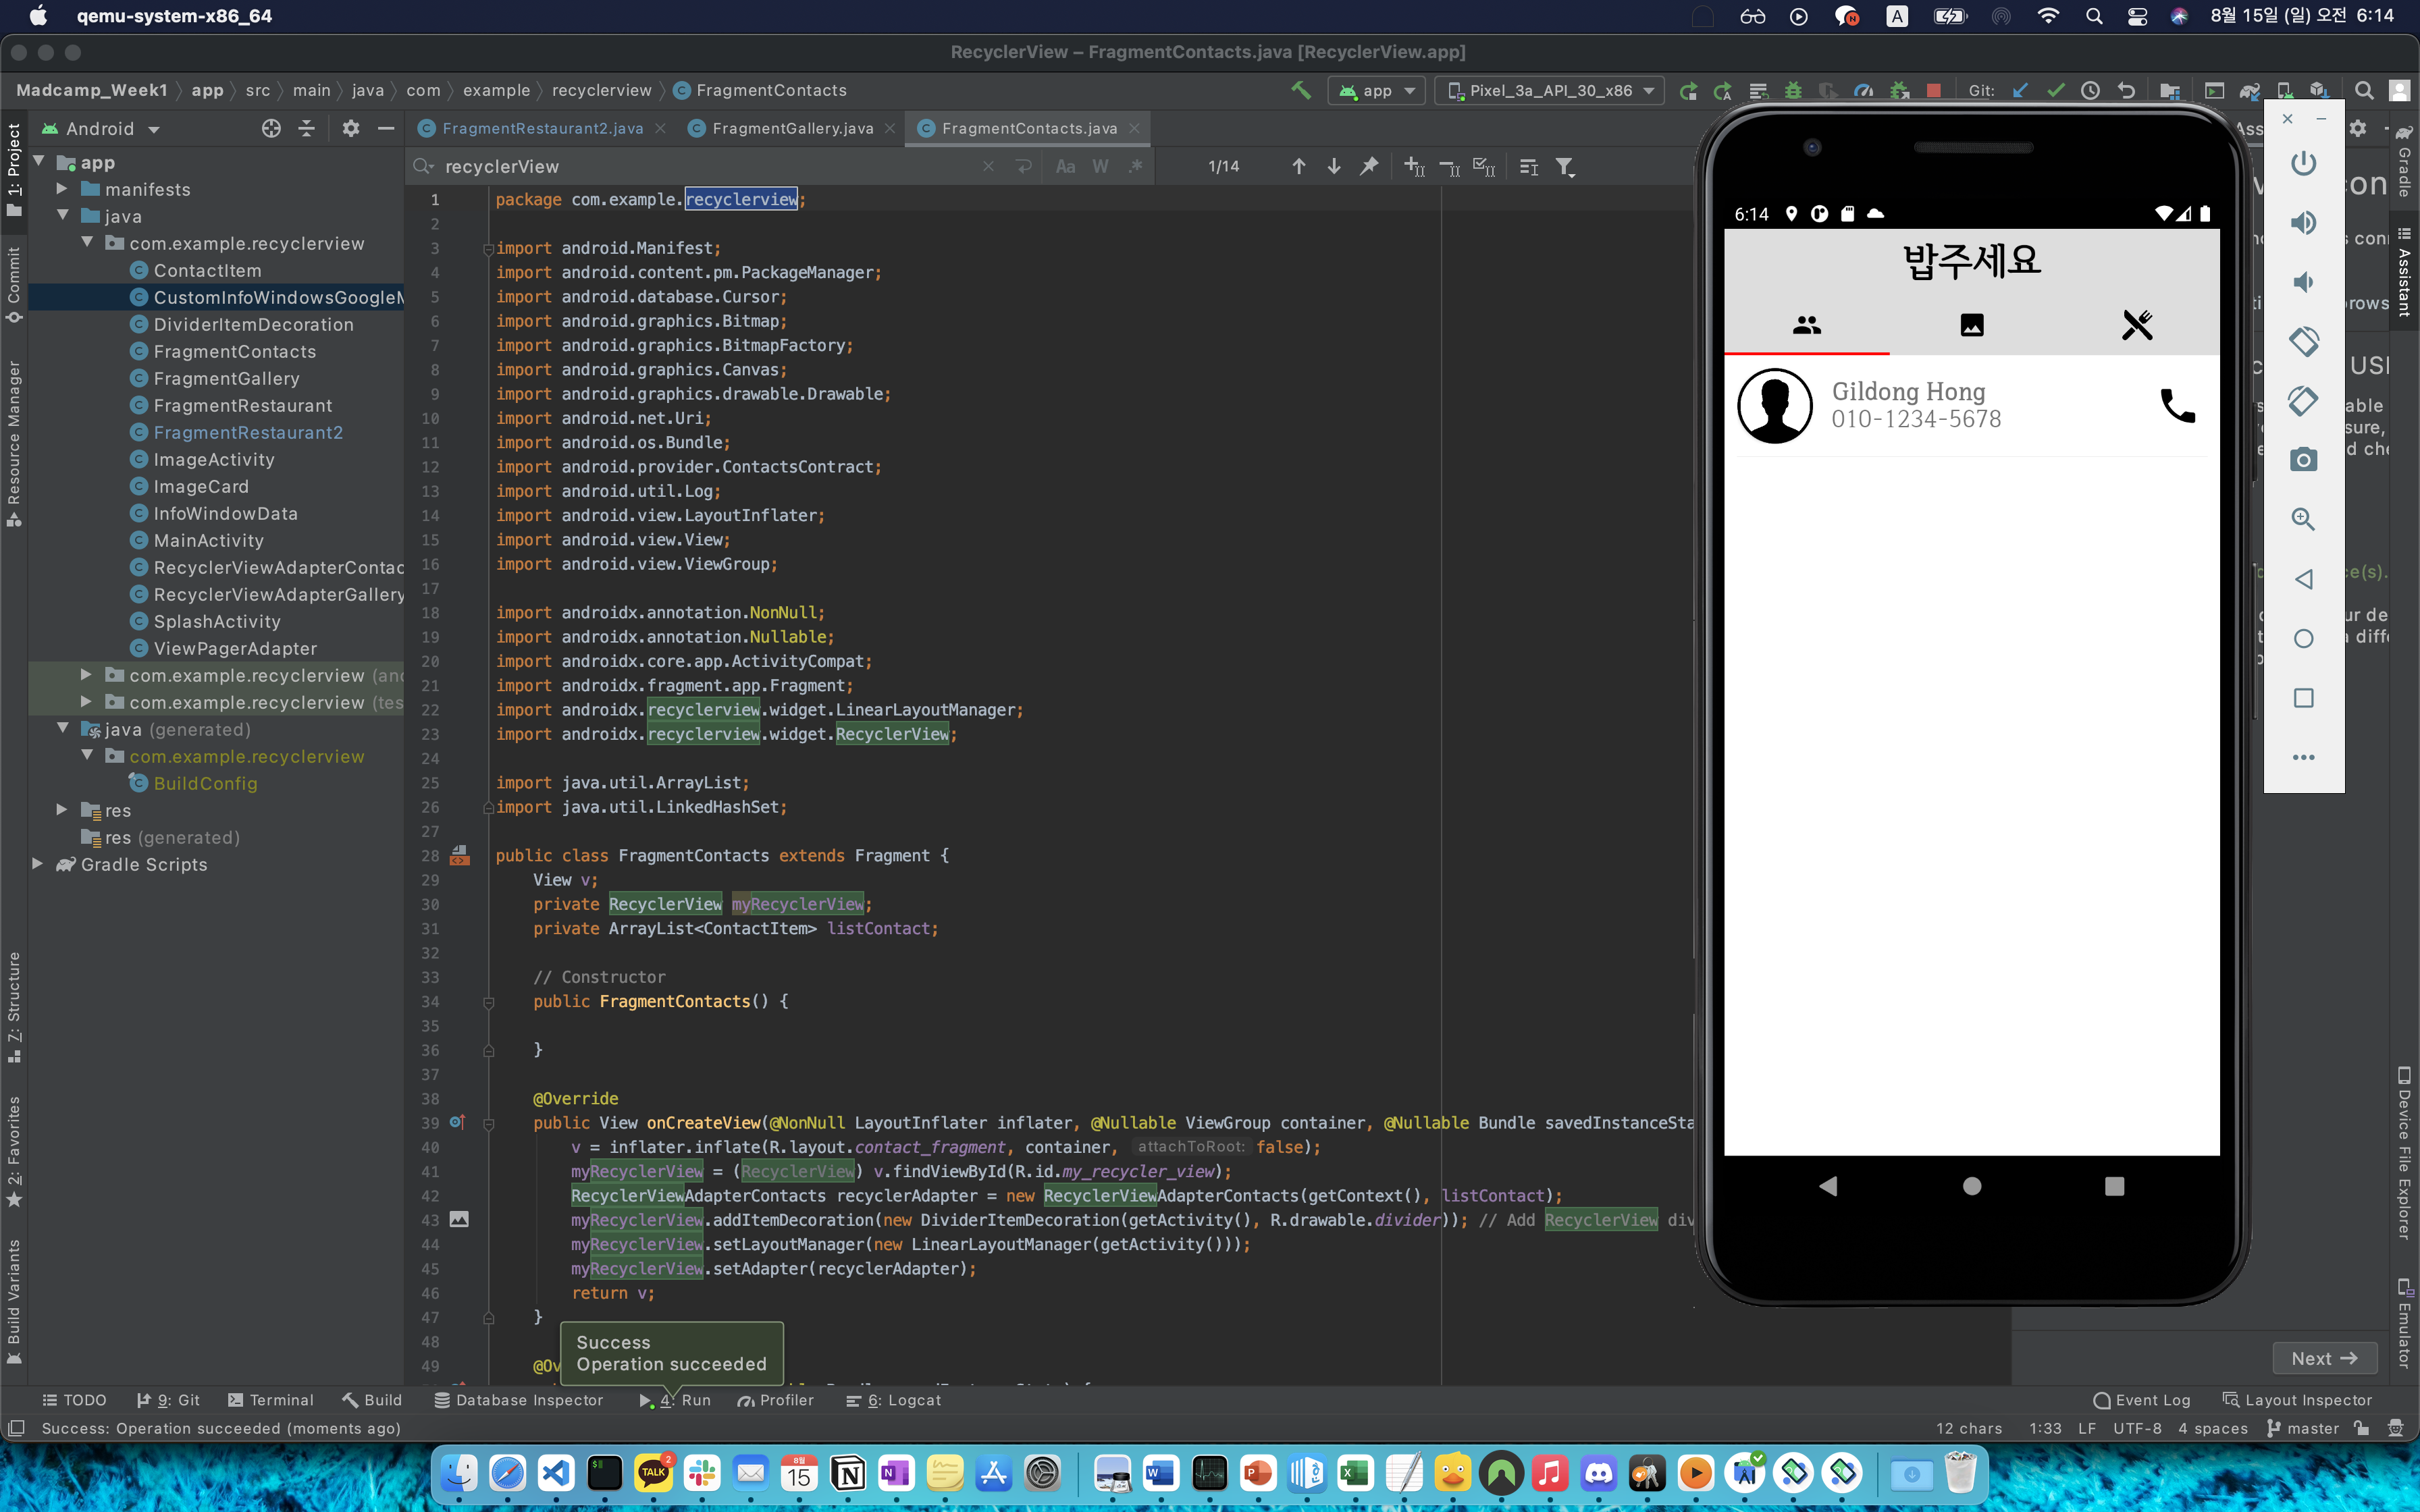 qemu-system-x86_64
8월 15일 (일) 오전 6:14
RecyclerView – FragmentContacts.java [RecyclerView.app]
Madcamp_Week1 app src main java com example recyclerview FragmentContacts
app
Pixel_3a_API_30_x86
Git:
Android
FragmentRestaurant2.java
FragmentGallery.java
FragmentContacts.java
recyclerView
Aa W .*
1/14
1: Project
Commit
Resource Manager
7: Structure
2: Favorites
Build Variants
app
manifests
java
com.example.recyclerview
ContactItem
CustomInfoWindowsGoogleM
DividerItemDecoration
FragmentContacts
FragmentGallery
FragmentRestaurant
FragmentRestaurant2
ImageActivity
ImageCard
InfoWindowData
MainActivity
RecyclerViewAdapterContac
RecyclerViewAdapterGallery
SplashActivity
ViewPagerAdapter
com.example.recyclerview (and
com.example.recyclerview (tes
java (generated)
com.example.recyclerview
BuildConfig
res
res (generated)
Gradle Scripts
1 package com.example.recyclerview;
2
3 import android.Manifest;
4 import android.content.pm.PackageManager;
5 import android.database.Cursor;
6 import android.graphics.Bitmap;
7 import android.graphics.BitmapFactory;
8 import android.graphics.Canvas;
9 import android.graphics.drawable.Drawable;
10 import android.net.Uri;
11 import android.os.Bundle;
12 import android.provider.ContactsContract;
13 import android.util.Log;
14 import android.view.LayoutInflater;
15 import android.view.View;
16 import android.view.ViewGroup;
17
18 import androidx.annotation.NonNull;
19 import androidx.annotation.Nullable;
20 import androidx.core.app.ActivityCompat;
21 import androidx.fragment.app.Fragment;
22 import androidx.recyclerview.widget.LinearLayoutManager;
23 import androidx.recyclerview.widget.RecyclerView;
24
25 import java.util.ArrayList;
26 import java.util.LinkedHashSet;
27
28 public class FragmentContacts extends Fragment {
29 View v;
30 private RecyclerView myRecyclerView;
31 private ArrayList<ContactItem> listContact;
32
33 // Constructor
34 public FragmentContacts() {
35
36 }
37
38 @Override
39 public View onCreateView(@NonNull LayoutInflater inflater, @Nullable ViewGroup container, @Nullable Bundle savedInstanceSta
40 v = inflater.inflate(R.layout.contact_fragment, container, attachToRoot: false);
41 myRecyclerView = (RecyclerView) v.findViewById(R.id.my_recycler_view);
42 RecyclerViewAdapterContacts recyclerAdapter = new RecyclerViewAdapterContacts(getContext(), listContact);
43 myRecyclerView.addItemDecoration(new DividerItemDecoration(getActivity(), R.drawable.divider)); // Add RecyclerView div
44 myRecyclerView.setLayoutManager(new LinearLayoutManager(getActivity()));
45 myRecyclerView.setAdapter(recyclerAdapter);
46 return v;
47 }
48
49 @Ov
Success
Operation succeeded
6:14
밥주세요
Gildong Hong
010-1234-5678
Ass
Gradle
Assistant
Device File Explorer
Emulator
Next
TODO
9: Git
Terminal
Build
Database Inspector
4: Run
Profiler
6: Logcat
Event Log
Layout Inspector
Success: Operation succeeded (moments ago)
12 chars 1:33 LF UTF-8 4 spaces master
TALK
2
8월
15